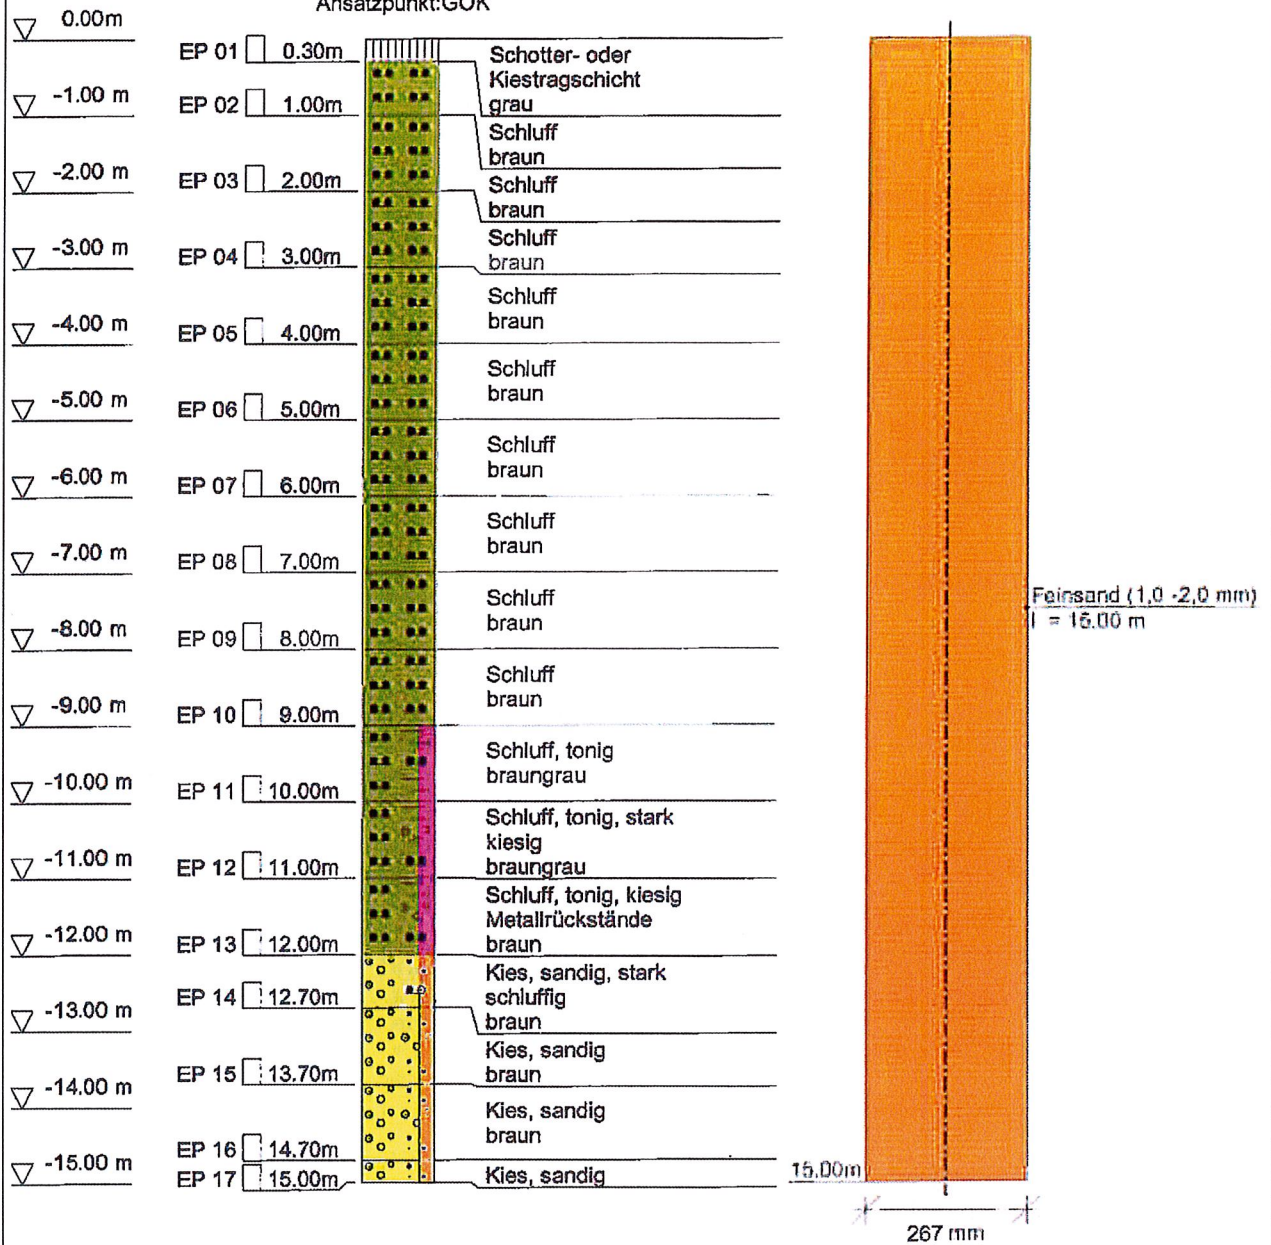 Ansatzpunkt:GOK
0.00m
-1.00 m
-2.00 m
-3.00 m
-4.00 m
-5.00 m
-6.00 m
-7.00 m
-8.00 m
-9.00 m
-10.00 m
-11.00 m
-12.00 m
-13.00 m
-14.00 m
-15.00 m
EP 01 0.30m
EP 02 1.00m
EP 03 2.00m
EP 04 3.00m
EP 05 4.00m
EP 06 5.00m
EP 07 6.00m
EP 08 7.00m
EP 09 8.00m
EP 10 9.00m
EP 11 10.00m
EP 12 11.00m
EP 13 12.00m
EP 14 12.70m
EP 15 13.70m
EP 16 14.70m
EP 17 15.00m
Schotter- oder
Kiestragschicht
grau
Schluff
braun
Schluff
braun
Schluff
braun
Schluff
braun
Schluff
braun
Schluff
braun
Schluff
braun
Schluff
braun
Schluff
braun
Schluff, tonig
braungrau
Schluff, tonig, stark
kiesig
braungrau
Schluff, tonig, kiesig
Metallrückstände
braun
Kies, sandig, stark
schluffig
braun
Kies, sandig
braun
Kies, sandig
braun
Kies, sandig
Feinsand (1,0 -2,0 mm)
l = 15.00 m
15.00m
267 mm